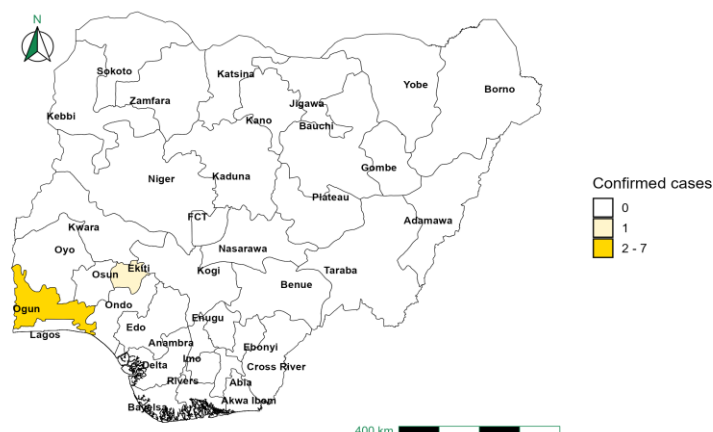 N
Sokoto
Katsina
Yobe
Borno
Zamfara
Jigawa
Kebbi
Kano
Bauchi
Gombe
Niger
Kaduna
Plateau
FCT
Adamawa
Kwara
Oyo
Nasarawa
Osun
Ekiti
Kogi
Taraba
Benue
Ogun
Ondo
Enugu
Edo
Lagos
Anambra
Ebonyi
Delta
Imo
Cross River
Rivers
Abia
Bayelsa
Akwa Ibom
Confirmed cases
0
1
2 - 7
400 km